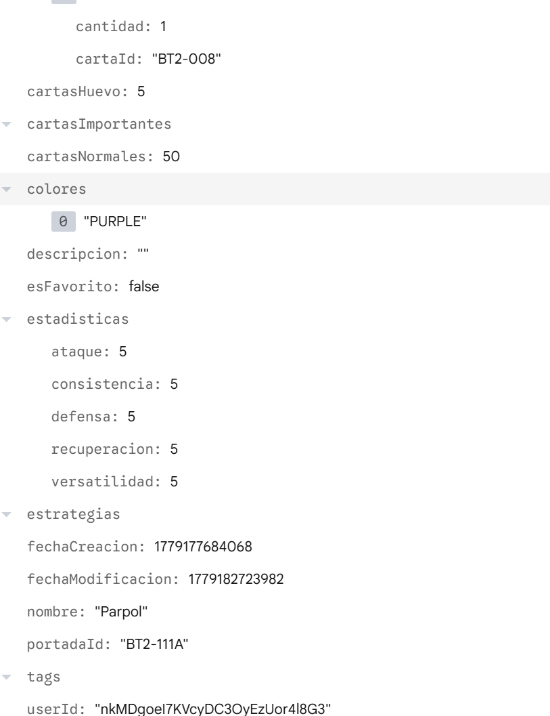 cantidad: 1
cartaId: "BT2-008"
cartasHuevo: 5
cartasImportantes
cartasNormales: 50
colores
0 "PURPLE"
descripcion: ""
esFavorito: false
estadisticas
ataque: 5
consistencia: 5
defensa: 5
recuperacion: 5
versatilidad: 5
estrategias
fechaCreacion: 1779177684068
fechaModificacion: 1779182723982
nombre: "Parpol"
portadaId: "BT2-111A"
tags
userId: "nkMDgoeI7KVcyDC3OyEzUor4l8G3"